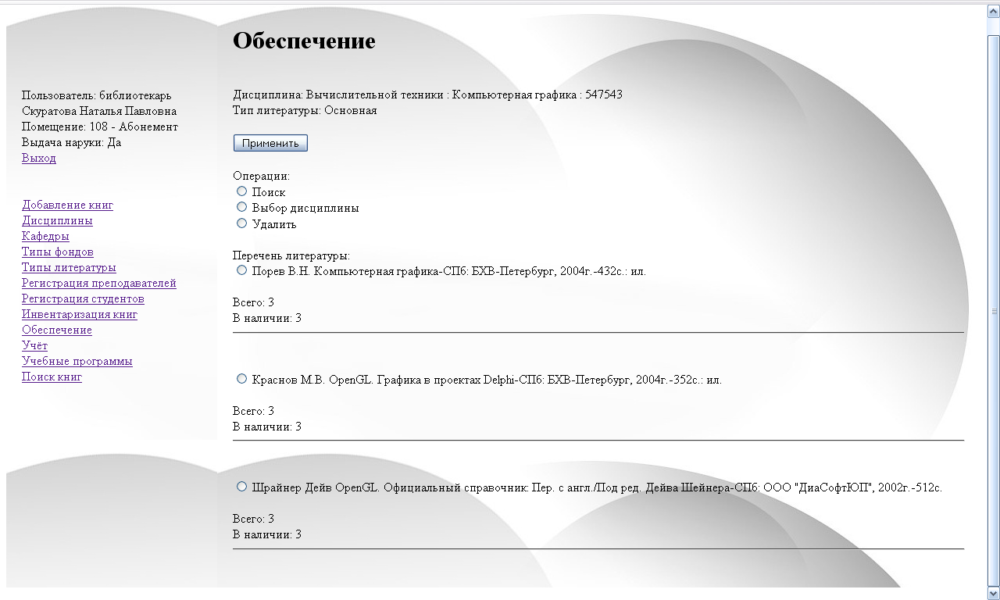 Обеспечение
Пользователь: библиотекарь
Скуратова Наталья Павловна
Помещение: 108 - Абонемент
Выдача наруки: Да
Выход
Добавление книг
Дисциплины
Кафедры
Типы фондов
Типы литературы
Регистрация преподавателей
Регистрация студентов
Инвентаризация книг
Обеспечение
Учёт
Учебные программы
Поиск книг
Дисциплина: Вычислительной техники : Компьютерная графика : 547543
Тип литературы: Основная
Применить
Операции:
Поиск
Выбор дисциплины
Удалить
Перечень литературы:
Порев В.Н. Компьютерная графика-СПб: БХВ-Петербург, 2004г.-432с.: ил.
Всего: 3
В наличии: 3
Краснов М.В. OpenGL. Графика в проектах Delphi-СПб: БХВ-Петербург, 2004г.-352с.: ил.
Всего: 3
В наличии: 3
Шрайнер Дейв OpenGL. Официальный справочник: Пер. с англ./Под ред. Дейва Шейнера-СПб: ООО "ДиаСофтЮП", 2002г.-512с.
Всего: 3
В наличии: 3